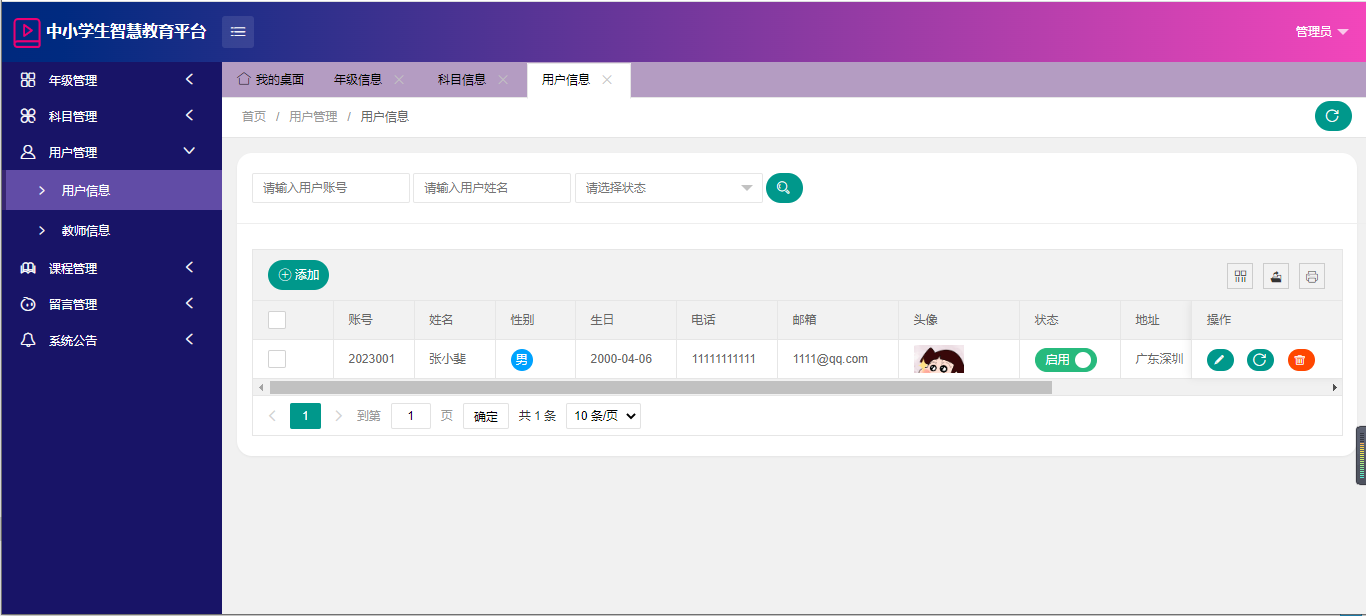 中小学生智慧教育平台
管理员
年级管理
科目管理
用户管理
用户信息
教师信息
课程管理
留言管理
系统公告
我的桌面 年级信息 科目信息 用户信息
首页 / 用户管理 / 用户信息
请输入用户账号 请输入用户姓名 请选择状态
添加
账号 姓名 性别 生日 电话 邮箱 头像 状态 地址 操作
2023001 张小斐 男 2000-04-06 11111111111 1111@qq.com 启用 广东深圳
1 到第 1 页 确定 共 1 条 10 条/页